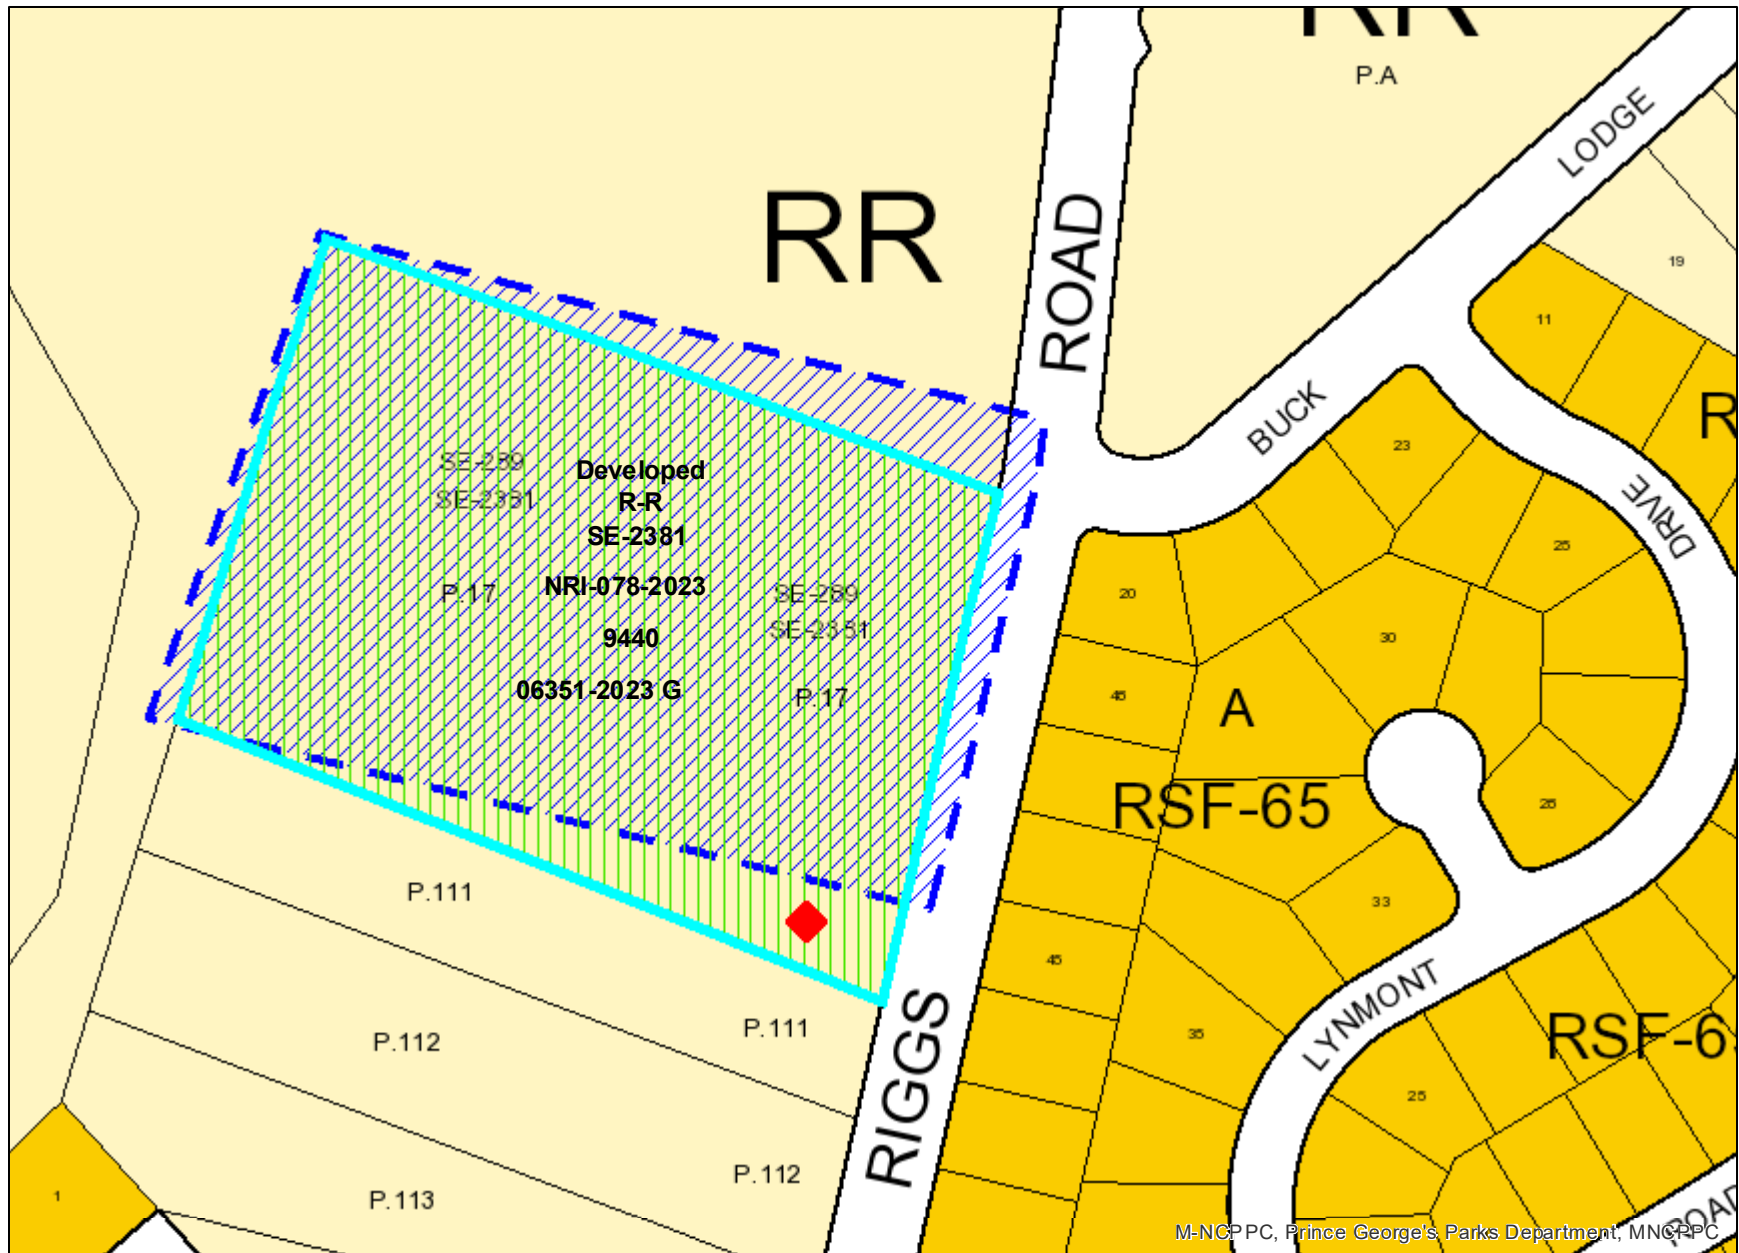 RR
P.A
LODGE
RR
ROAD
19
11
BUCK
23
DRIVE
SE-289
SE-2381
Developed
R-R
SE-2381
25
P.17
NRI-078-2023
SE-289
SE-2381
20
9440
30
06351-2023 G
P.17
46
A
RSF-65
28
P.111
33
45
LYNMONT
RIGGS
P.111
P.112
35
25
P.112
P.113
1
ROAD
M-NCPPC, Prince George's Parks Department, MNCPPC